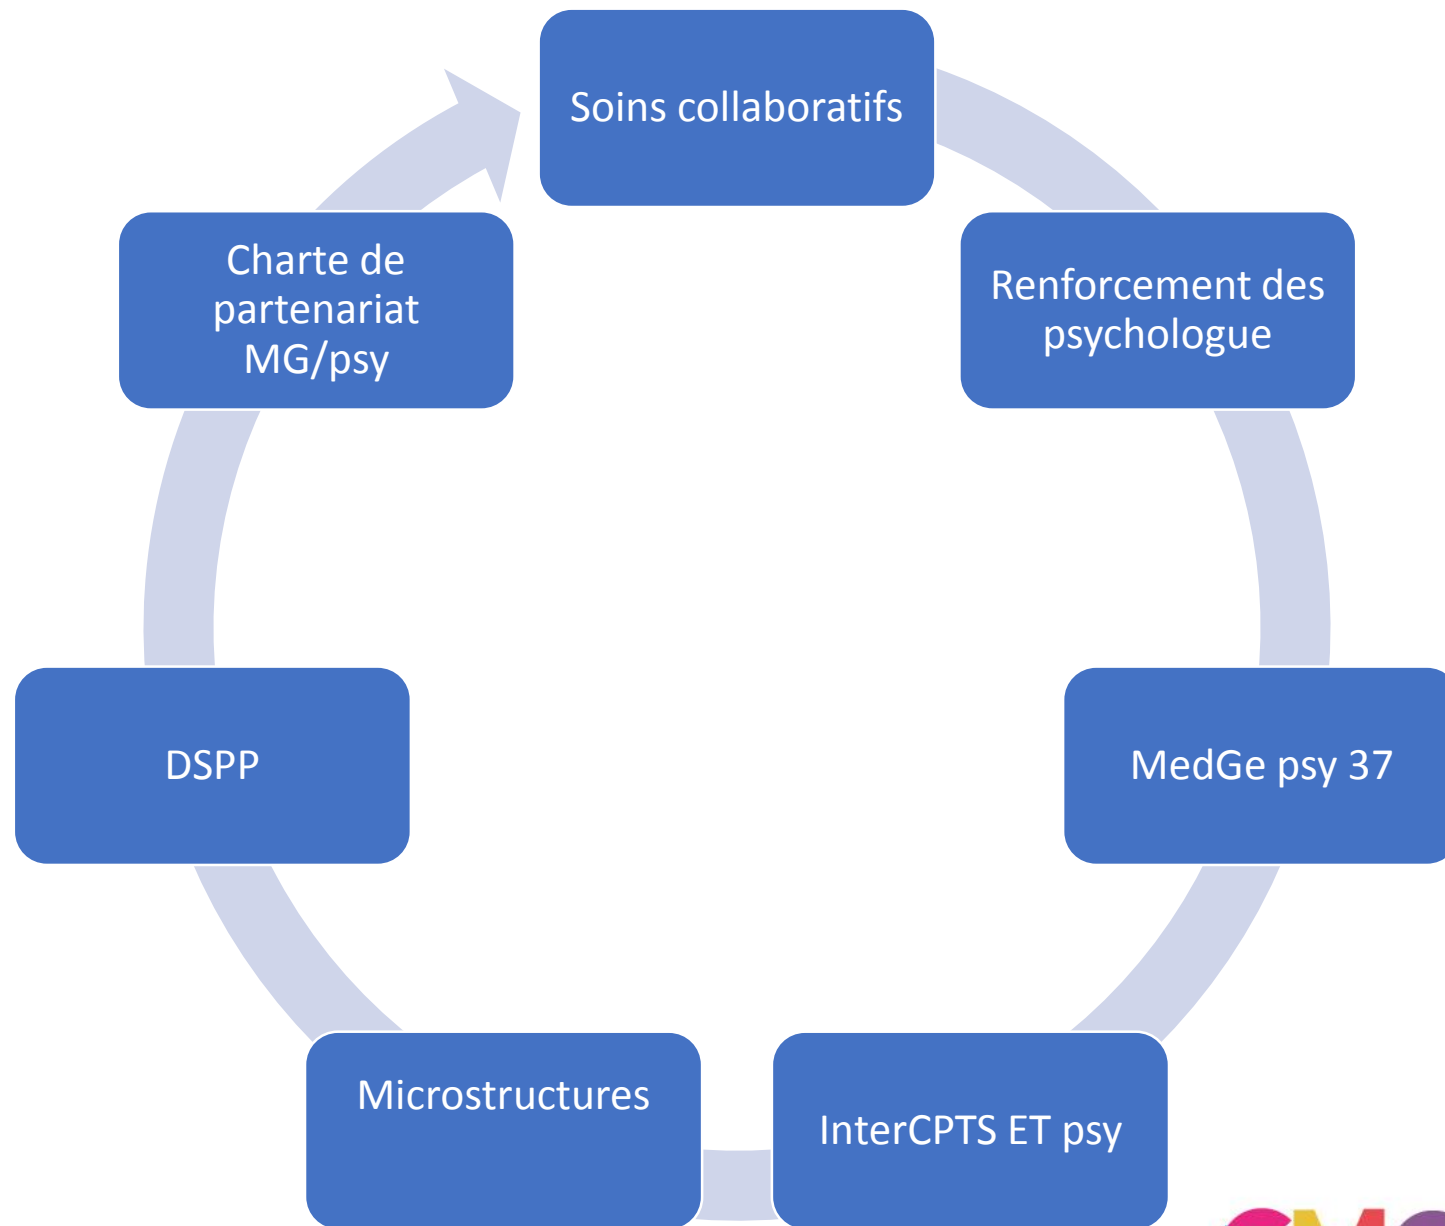 Soins collaboratifs
Renforcement des
psychologue
MedGe psy 37
InterCPTS ET psy
Microstructures
DSPP
Charte de
partenariat
MG/psy